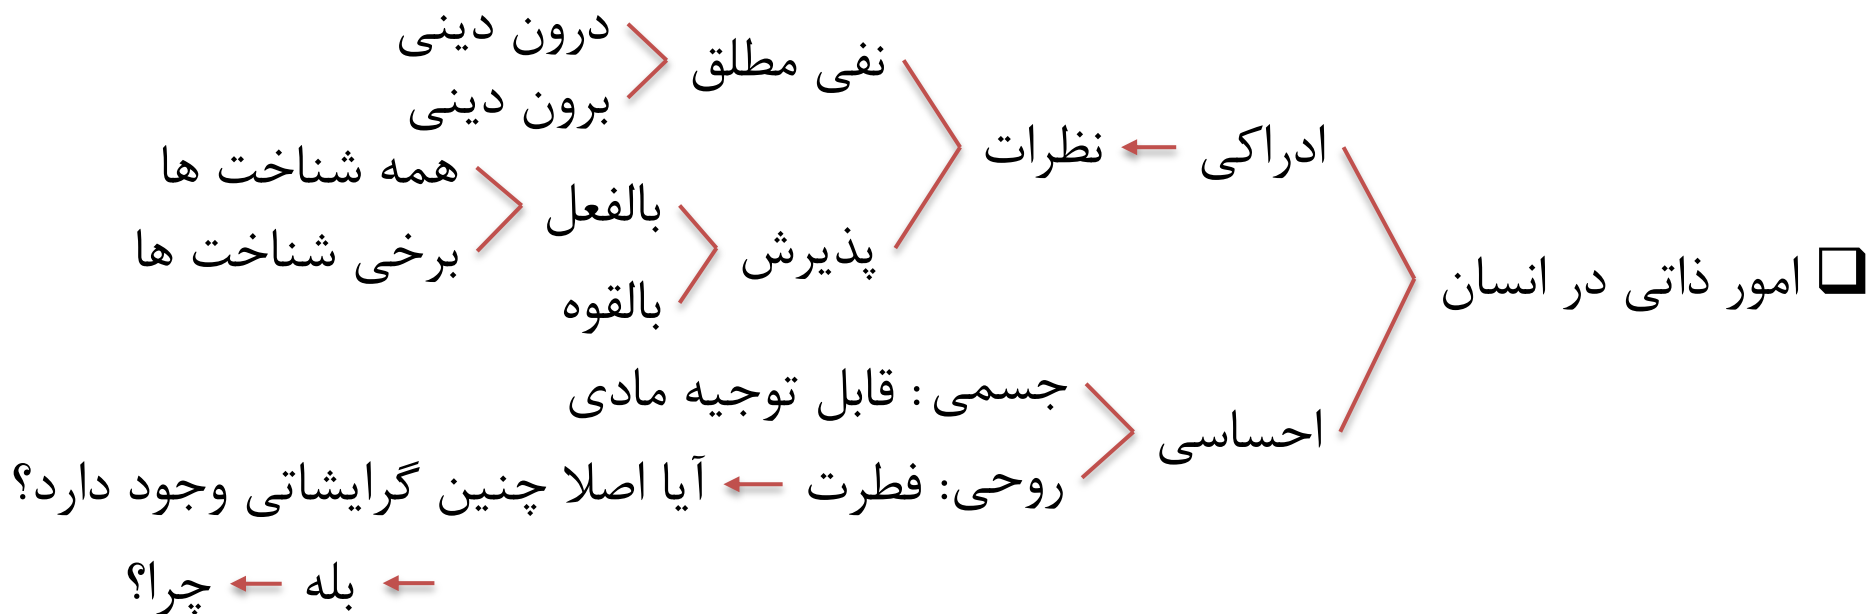 امور ذاتی در انسان
ادراکی
نظرات
نفی مطلق
درون دینی
برون دینی
پذیرش
بالفعل
همه شناخت ها
برخی شناخت ها
بالقوه
احساسی
جسمی: قابل توجیه مادی
روحی: فطرت
آیا اصلا چنین گرایشاتی وجود دارد؟
بله
چرا؟